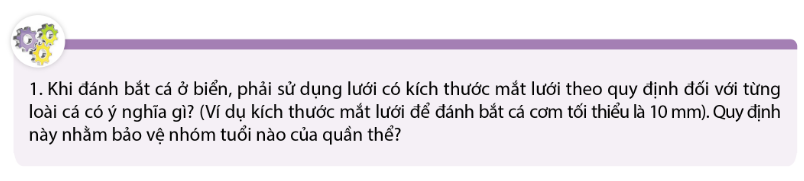 1. Khi đánh bắt cá ở biển, phải sử dụng lưới có kích thước mắt lưới theo quy định đối với từng
loài cá có ý nghĩa gì? (Ví dụ kích thước mắt lưới để đánh bắt cá cơm tối thiểu là 10 mm). Quy định
này nhằm bảo vệ nhóm tuổi nào của quần thể?